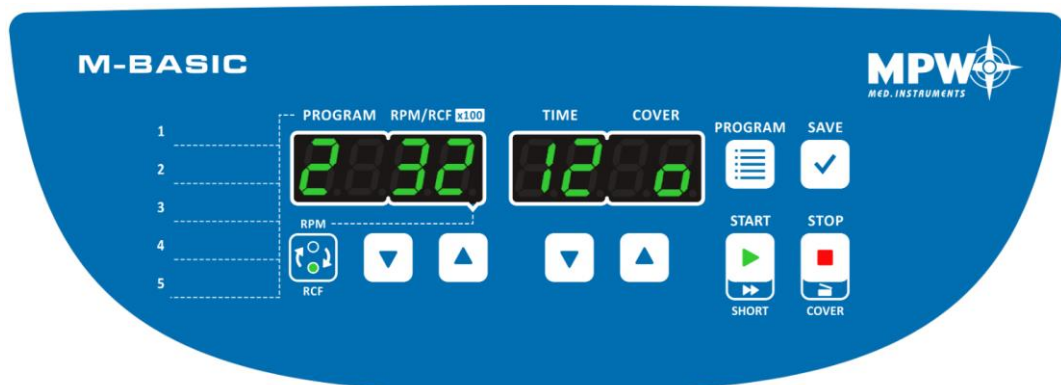 M-BASIC
MPW
MED. INSTRUMENTS
PROGRAM RPM/RCF x100 TIME COVER PROGRAM SAVE
1
2
3
4
5
2 32 12 o
RPM
RCF
START STOP
SHORT COVER